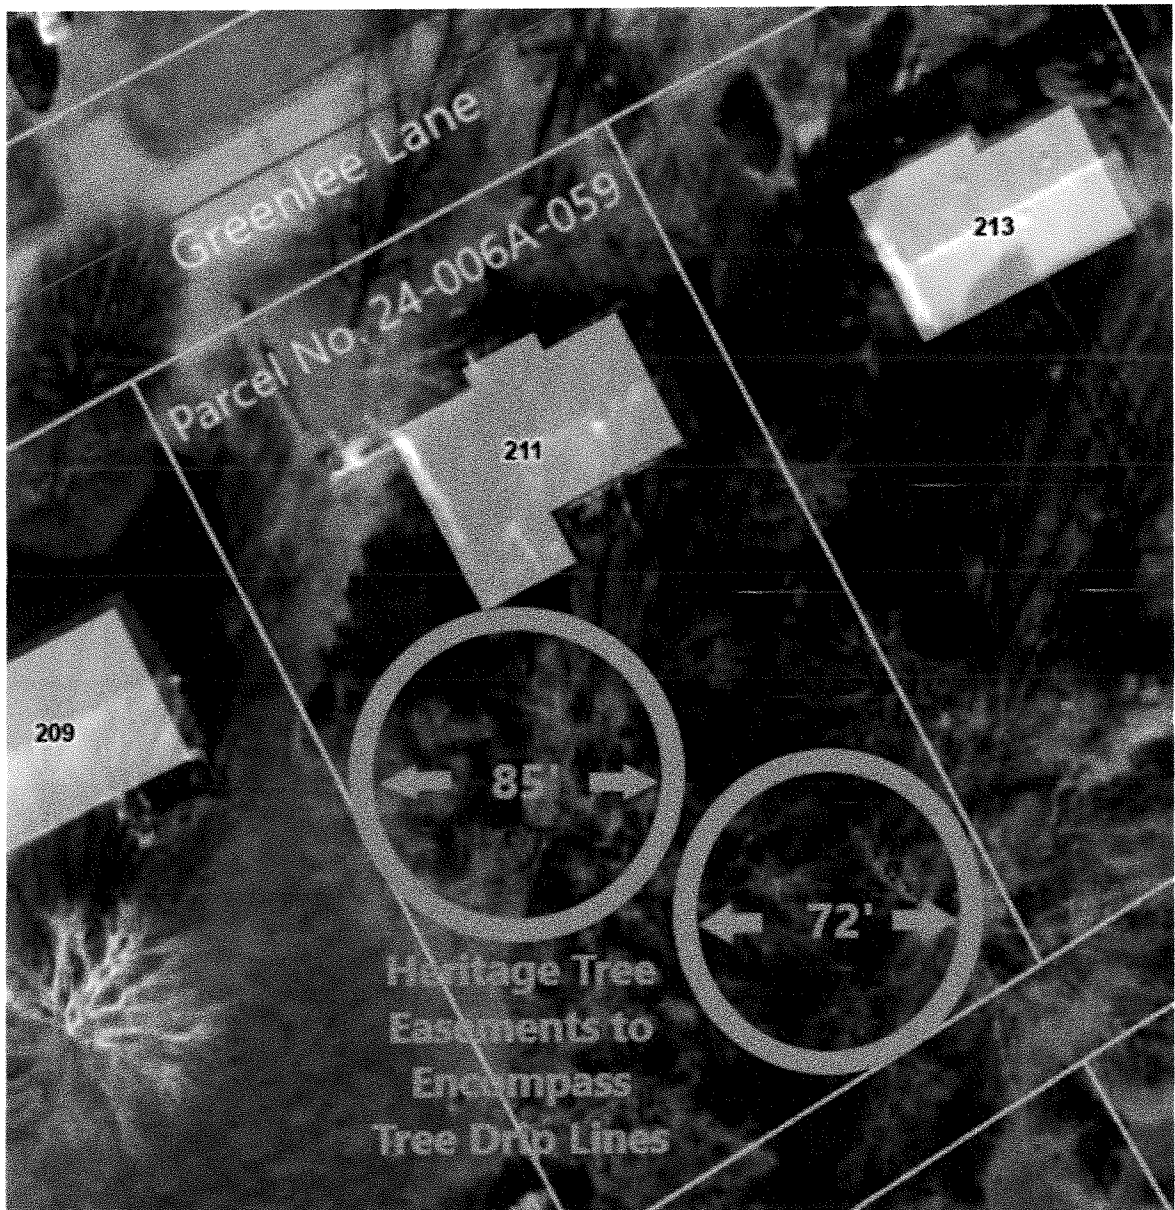 Greenlee Lane
Parcel No. 24-006A-059
213
211
209
85'
72'
Heritage Tree
Easements to
Encompass
Tree Drip Lines